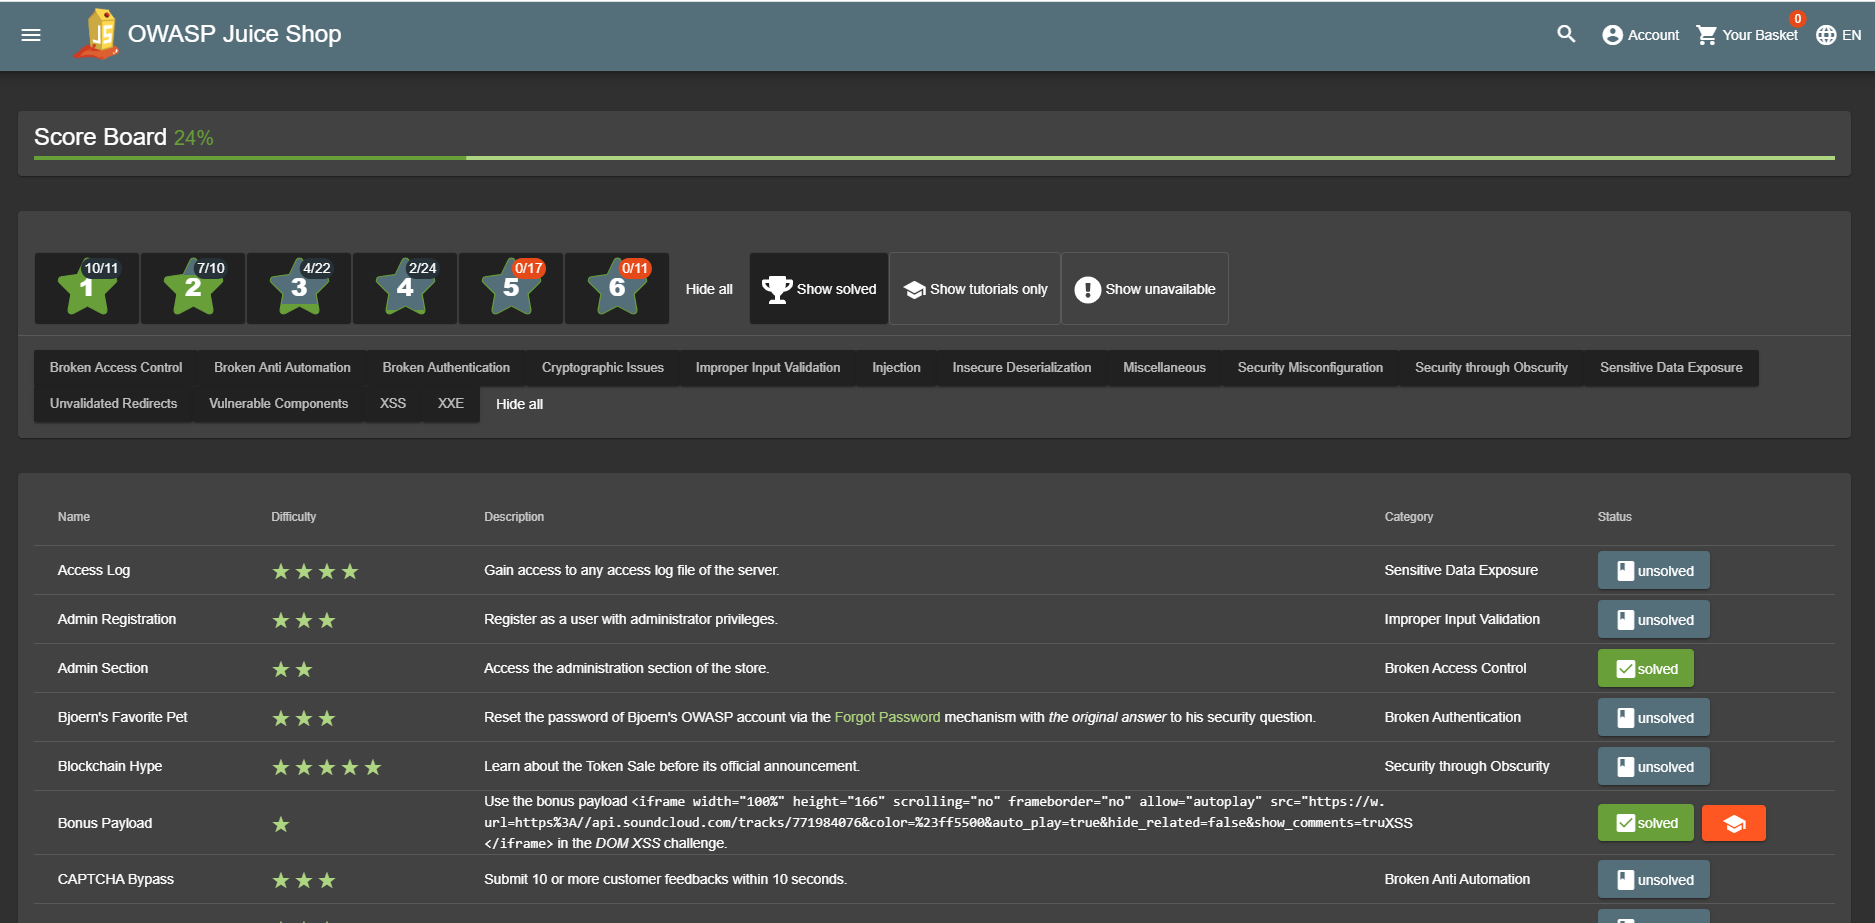 OWASP Juice Shop
Account
0
Your Basket
EN
Score Board 24%
10/11
1
7/10
2
4/22
3
2/24
4
0/17
5
0/11
6
Hide all
Show solved
Show tutorials only
Show unavailable
Broken Access Control Broken Anti Automation Broken Authentication Cryptographic Issues Improper Input Validation Injection Insecure Deserialization Miscellaneous Security Misconfiguration Security through Obscurity Sensitive Data Exposure
Unvalidated Redirects Vulnerable Components XSS XXE Hide all
Name Difficulty Description Category Status
Access Log Gain access to any access log file of the server. Sensitive Data Exposure unsolved
Admin Registration Register as a user with administrator privileges. Improper Input Validation unsolved
Admin Section Access the administration section of the store. Broken Access Control solved
Bjoern's Favorite Pet Reset the password of Bjoern's OWASP account via the Forgot Password mechanism with the original answer to his security question. Broken Authentication unsolved
Blockchain Hype Learn about the Token Sale before its official announcement. Security through Obscurity unsolved
Use the bonus payload <iframe width="100%" height="166" scrolling="no" frameborder="no" allow="autoplay" src="https://w.
Bonus Payload url=https%3A//api.soundcloud.com/tracks/771984076&color=%23ff5500&auto_play=true&hide_related=false&show_comments=tru XSS solved
</iframe> in the DOM XSS challenge.
CAPTCHA Bypass Submit 10 or more customer feedbacks within 10 seconds. Broken Anti Automation unsolved